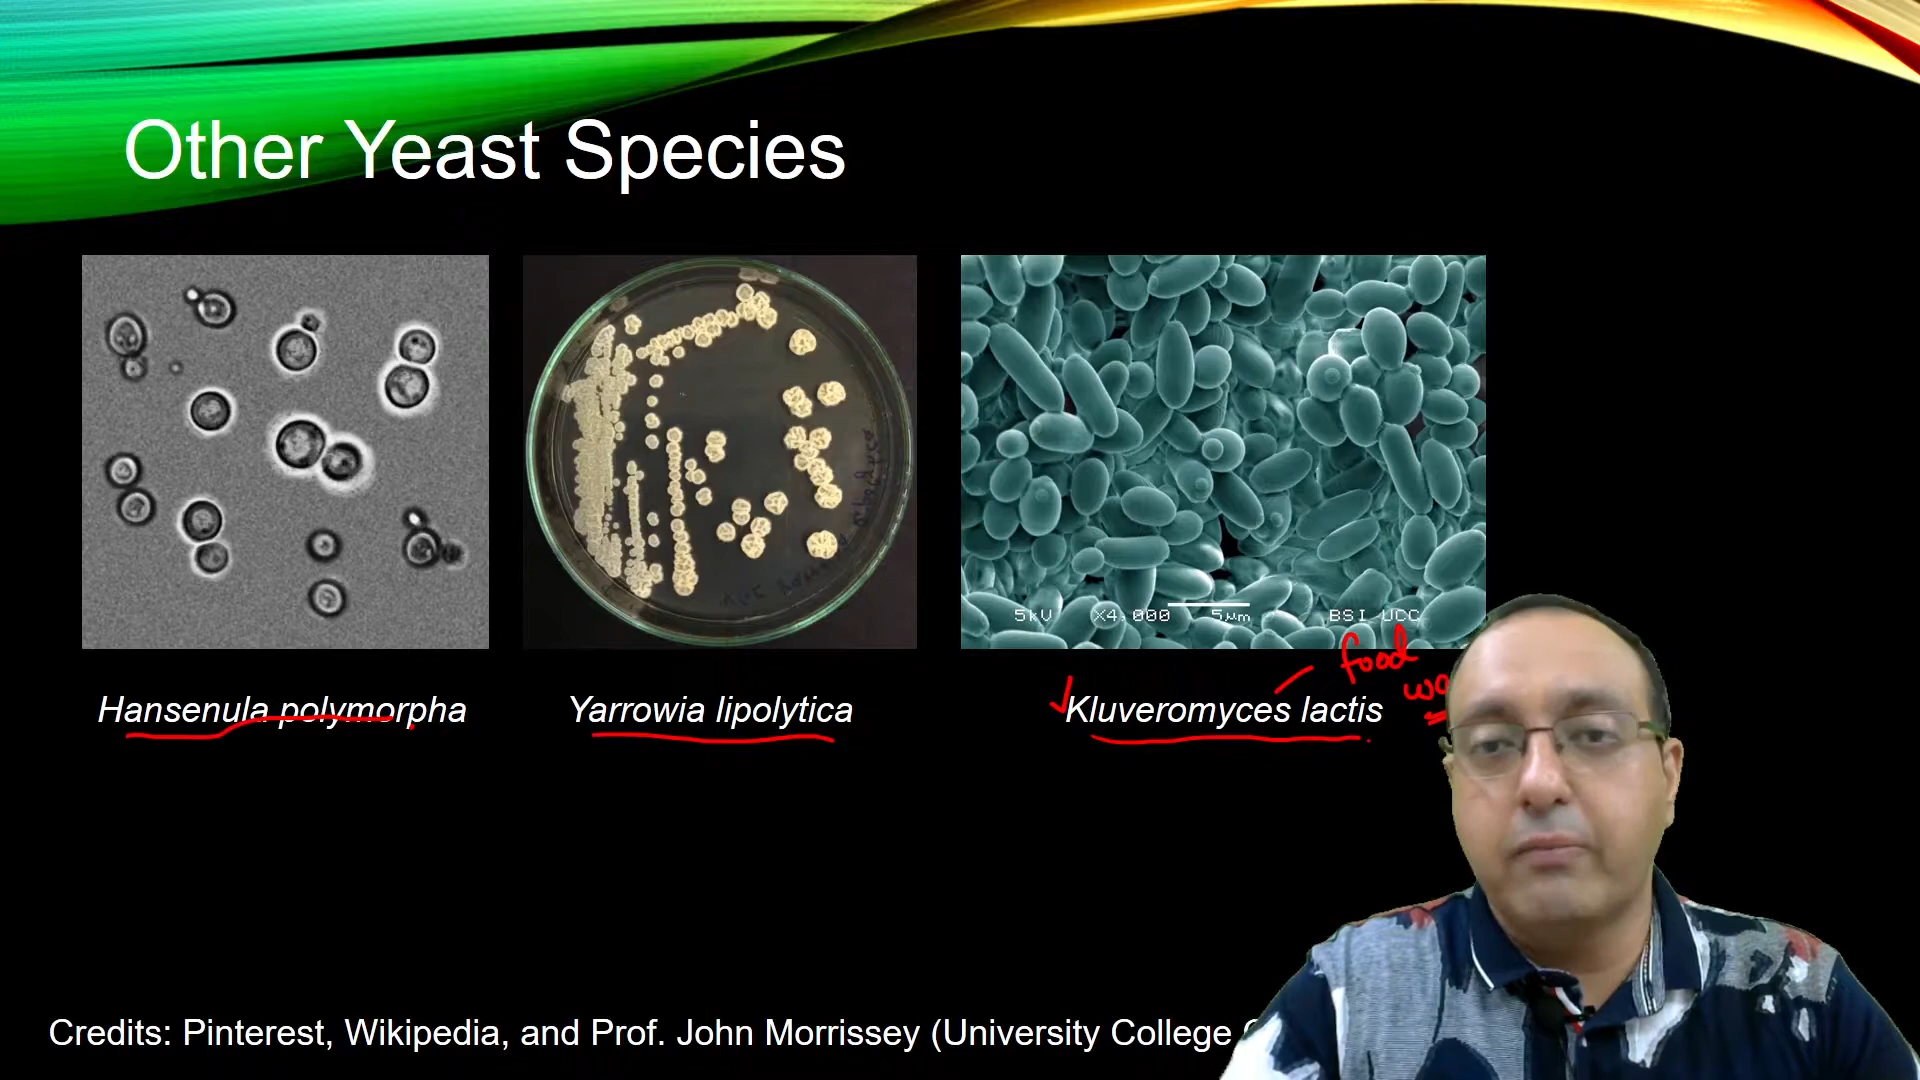 Other Yeast Species
5kV X4,000 5µm BSI UCC
food
Hansenula polymorpha Yarrowia lipolytica Kluveromyces lactis
Credits: Pinterest, Wikipedia, and Prof. John Morrissey (University College